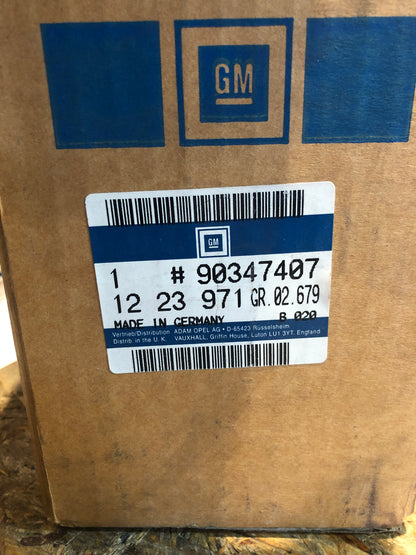 GM
GM
1 # 90347407
12 23 971 GR.02.679
MADE IN GERMANY B 020
Vertrieb/Distribution ADAM OPEL AG • D-65423 Rüsselsheim
Distrib. in the U.K. VAUXHALL, Griffin House, Luton LU1 3YT. England